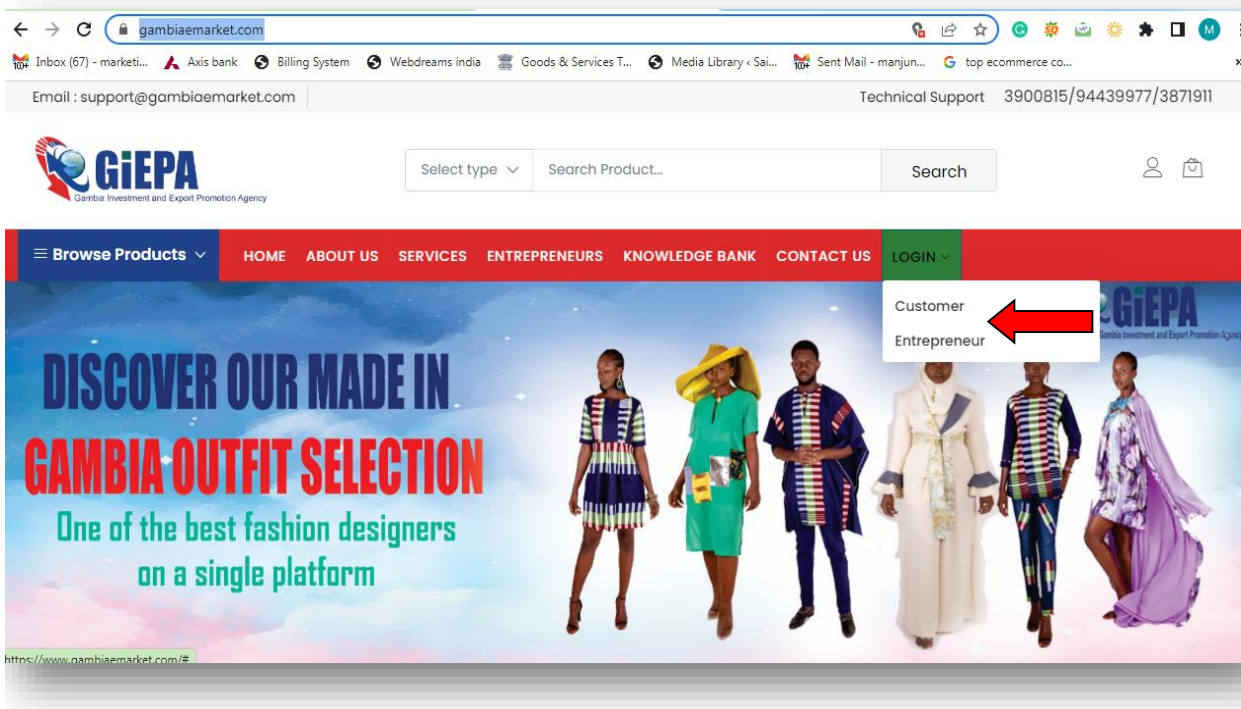 gambiaemarket.com
Inbox (67) - marketi... Axis bank Billing System Webdreams india Goods & Services T... Media Library ‹ Sai... Sent Mail - manjun... top ecommerce co... »
Email : support@gambiaemarket.com Technical Support 3900815/94439977/3871911
GiEPA
Gambia Investment and Export Promotion Agency
Select type Search Product... Search
Browse Products HOME ABOUT US SERVICES ENTREPRENEURS KNOWLEDGE BANK CONTACT US LOGIN
Customer
Entrepreneur
GiEPA
Gambia Investment and Export Promotion Agency
DISCOVER OUR MADE IN
GAMBIA OUTFIT SELECTION
One of the best fashion designers
on a single platform
https://www.gambiaemarket.com/#